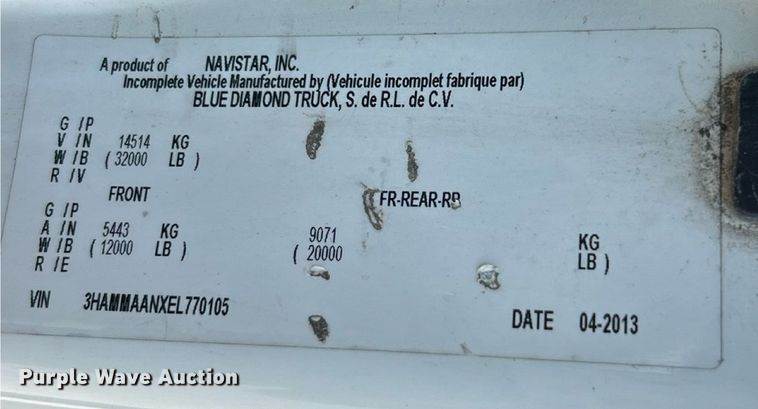 A product of NAVISTAR, INC.
Incomplete Vehicle Manufactured by (Vehicule incomplet fabrique par)
BLUE DIAMOND TRUCK, S. de R.L. de C.V.
G /P
V /N 14514 KG
W /B ( 32000 LB )
R /V
FRONT FR-REAR-RR
G /P
A /N 5443 KG 9071 KG
W /B ( 12000 LB ) ( 20000 LB )
R /E
VIN 3HAMMAANXEL770105
DATE 04-2013
Purple Wave Auction